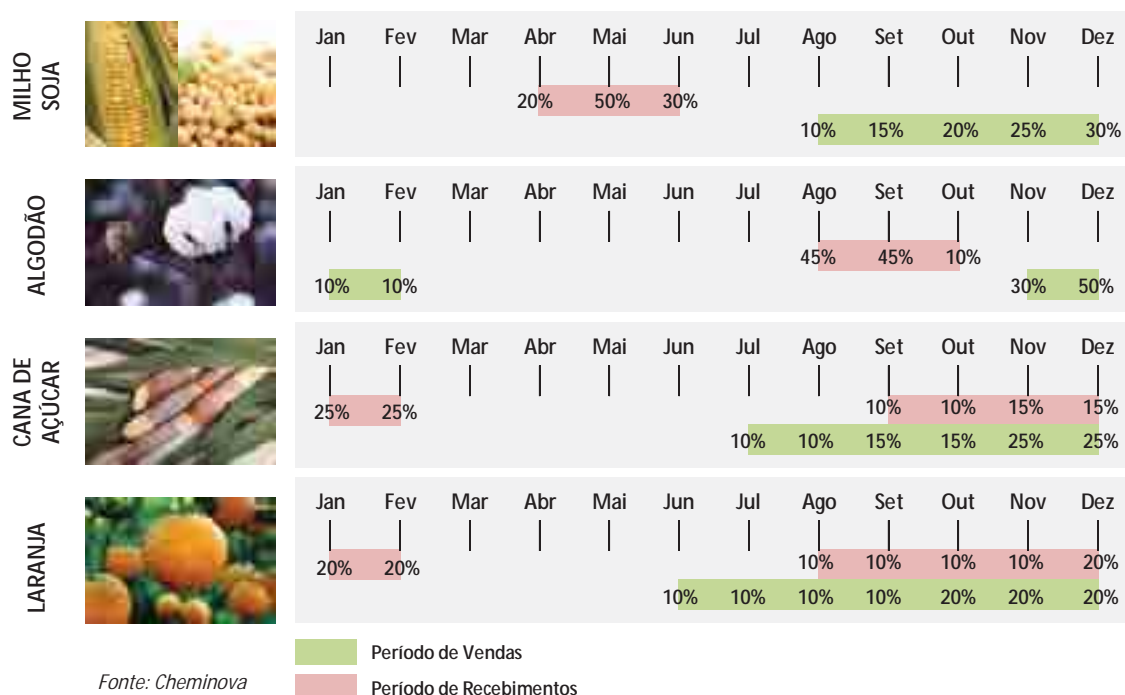 MILHO
SOJA
Jan Fev Mar Abr Mai Jun Jul Ago Set Out Nov Dez
20% 50% 30%
10% 15% 20% 25% 30%
ALGODÃO
Jan Fev Mar Abr Mai Jun Jul Ago Set Out Nov Dez
45% 45% 10%
10% 10% 30% 50%
CANA DE
AÇÚCAR
Jan Fev Mar Abr Mai Jun Jul Ago Set Out Nov Dez
25% 25% 10% 10% 15% 15%
10% 10% 15% 15% 25% 25%
LARANJA
Jan Fev Mar Abr Mai Jun Jul Ago Set Out Nov Dez
20% 20% 10% 10% 10% 10% 20%
10% 10% 10% 10% 20% 20% 20%
Período de Vendas
Fonte: Cheminova
Período de Recebimentos